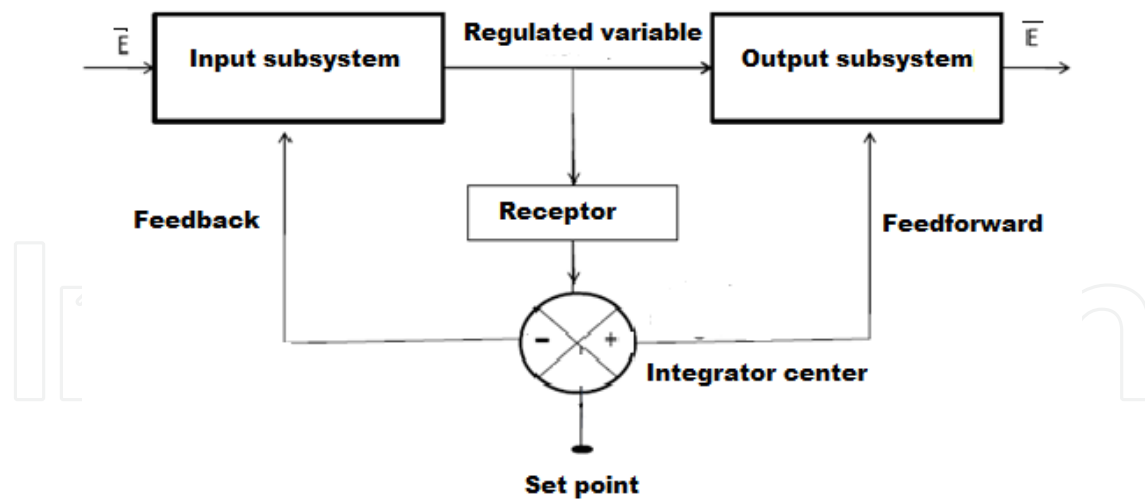 E
Input subsystem
Regulated variable
Output subsystem
E
Receptor
Feedback
Feedforward
-
+
Integrator center
Set point